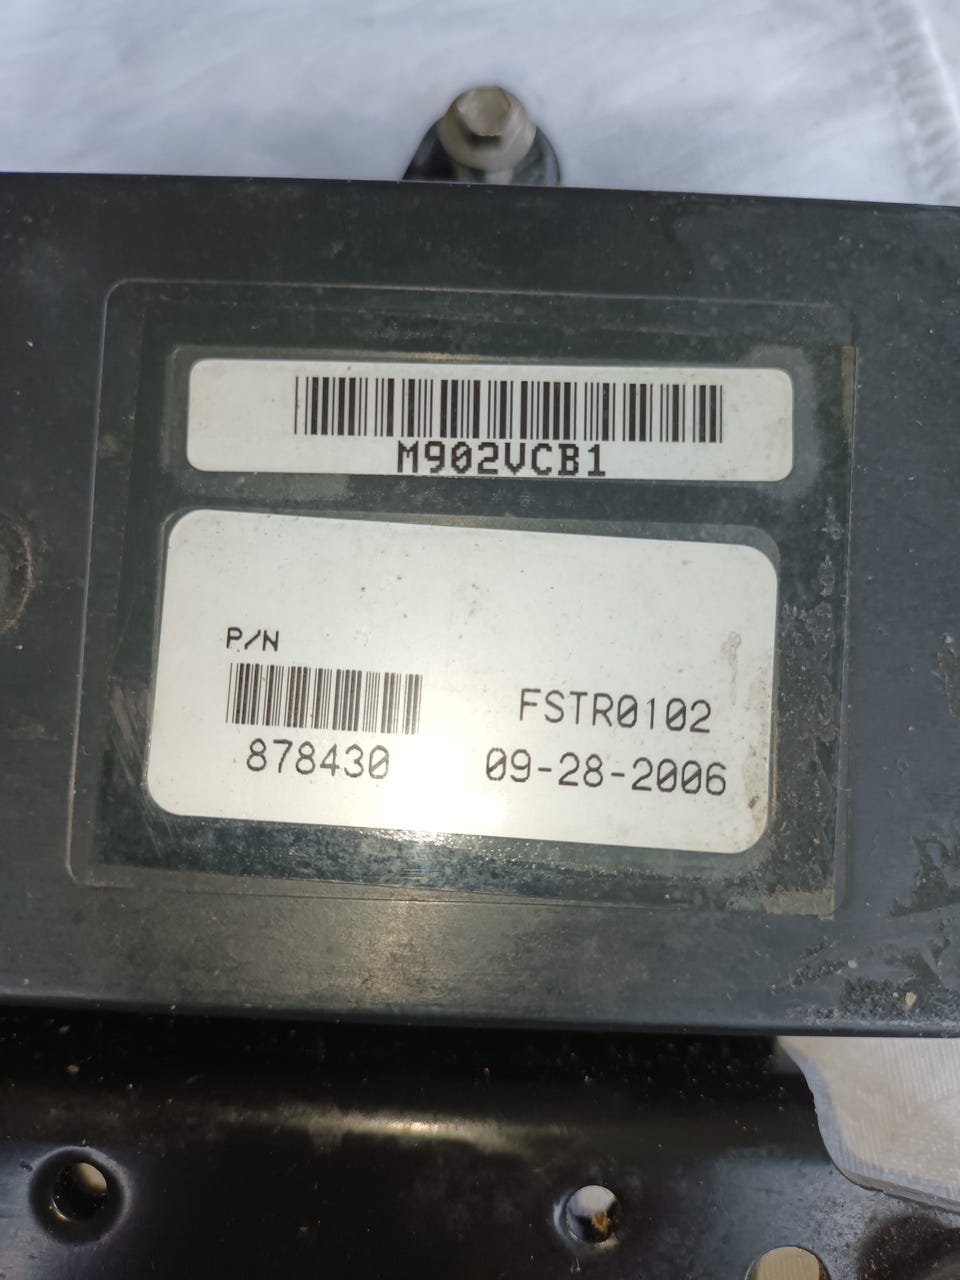 M902VCB1
P/N
878430
FSTR0102
09-28-2006